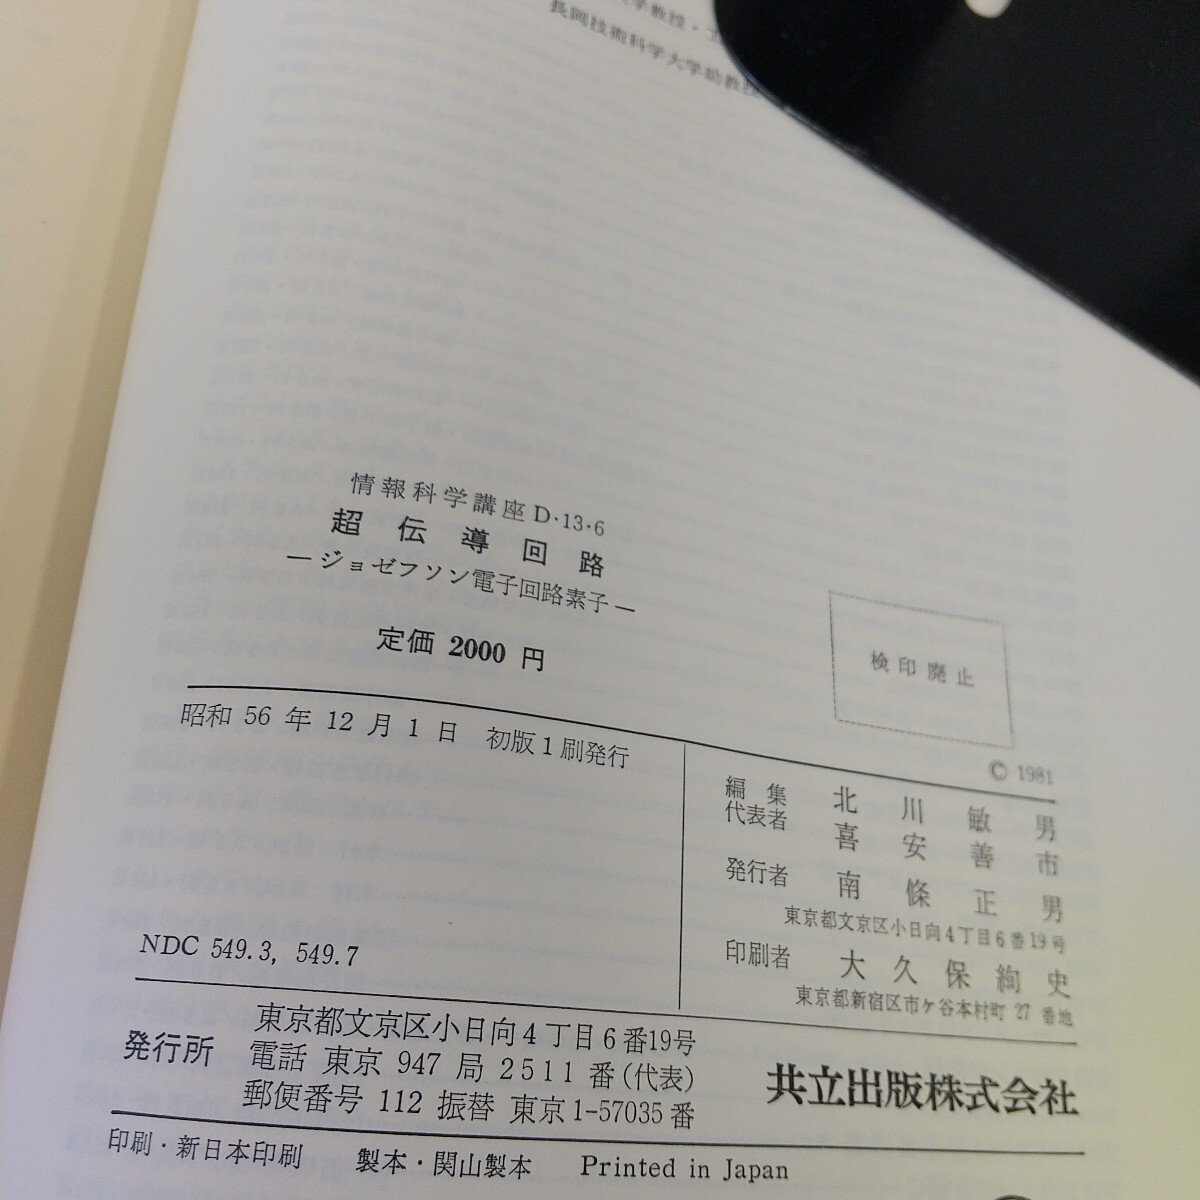 学教授・工
長岡技術科学大学助教授
情報科学講座 D・13・6
超伝導回路
―ジョゼフソン電子回路素子―
定価 2000 円
検印廃止
昭和 56 年 12 月 1 日 初版 1 刷発行
© 1981
編集代表者 北川敏男
喜安善市
発行者 南條正男
東京都文京区小日向4丁目6番19号
印刷者 大久保絢史
東京都新宿区市ケ谷本村町 27 番地
NDC 549.3, 549.7
発行所
東京都文京区小日向4丁目6番19号
電話 東京 947 局 2511 番(代表)
郵便番号 112 振替 東京1-57035番
共立出版株式会社
印刷・新日本印刷 製本・関山製本 Printed in Japan